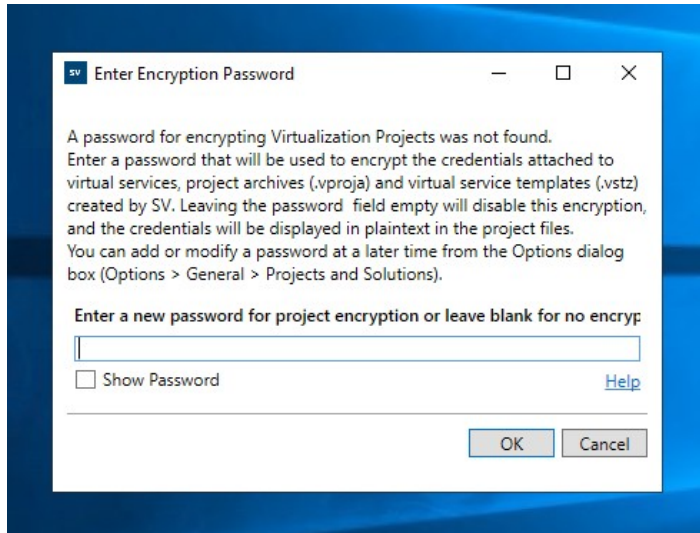 SV Enter Encryption Password
A password for encrypting Virtualization Projects was not found.
Enter a password that will be used to encrypt the credentials attached to
virtual services, project archives (.vproja) and virtual service templates (.vstz)
created by SV. Leaving the password  field empty will disable this encryption,
and the credentials will be displayed in plaintext in the project files.
You can add or modify a password at a later time from the Options dialog
box (Options > General > Projects and Solutions).
Enter a new password for project encryption or leave blank for no encryp
Show Password
Help
OK Cancel